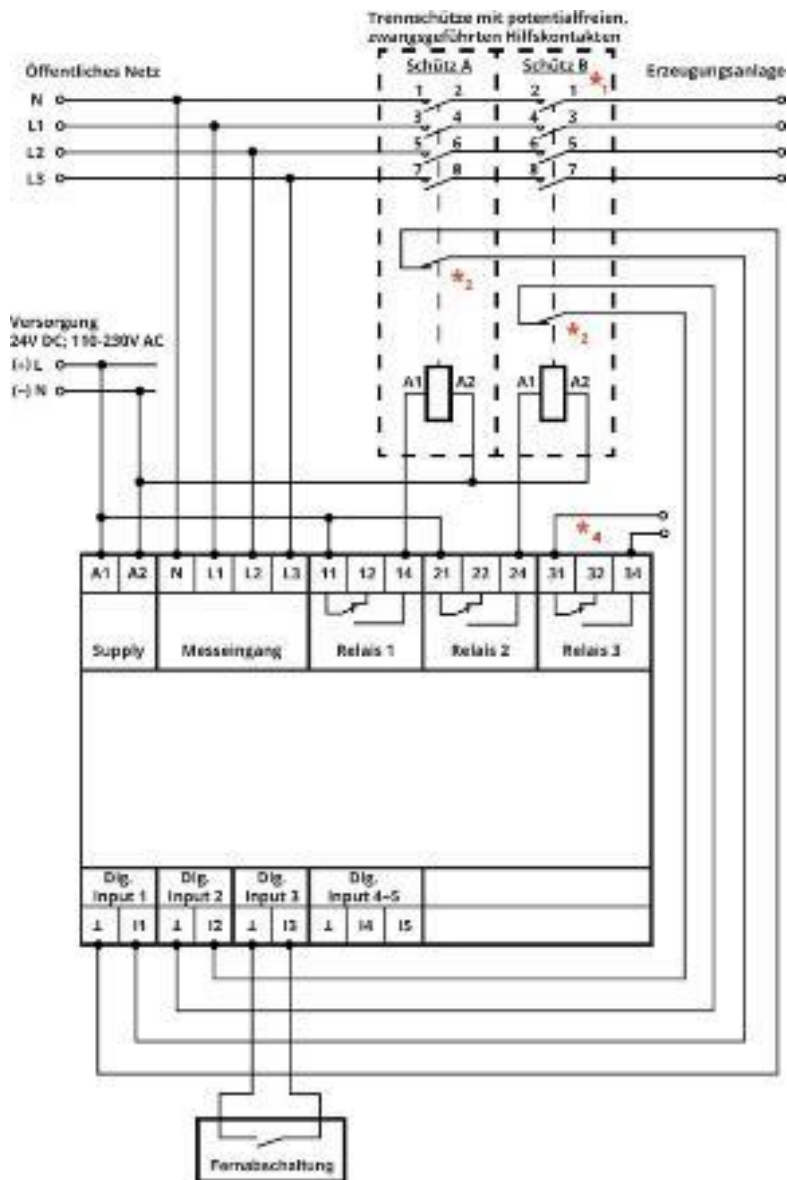 Trennschütze mit potentialfreien,
zwangsgeführten Hilfskontakten
Öffentliches Netz
Schütz A
Schütz B
*1
Erzeugungsanlage
N
1 2
2 1
L1
3 4
4 3
L2
5 6
6 5
L3
7 8
8 7
*2
*2
Versorgung
24V DC; 110-230V AC
(+) L
(−) N
A1 A2
A1 A2
*4
A1 A2 N L1 L2 L3 11 12 14 21 22 24 31 32 34
Supply Messeingang Relais 1 Relais 2 Relais 3
Dig. Input 1
Dig. Input 2
Dig. Input 3
Dig. Input 4-5
⊥ I1 ⊥ I2 ⊥ I3 ⊥ I4 I5
Fernabschaltung